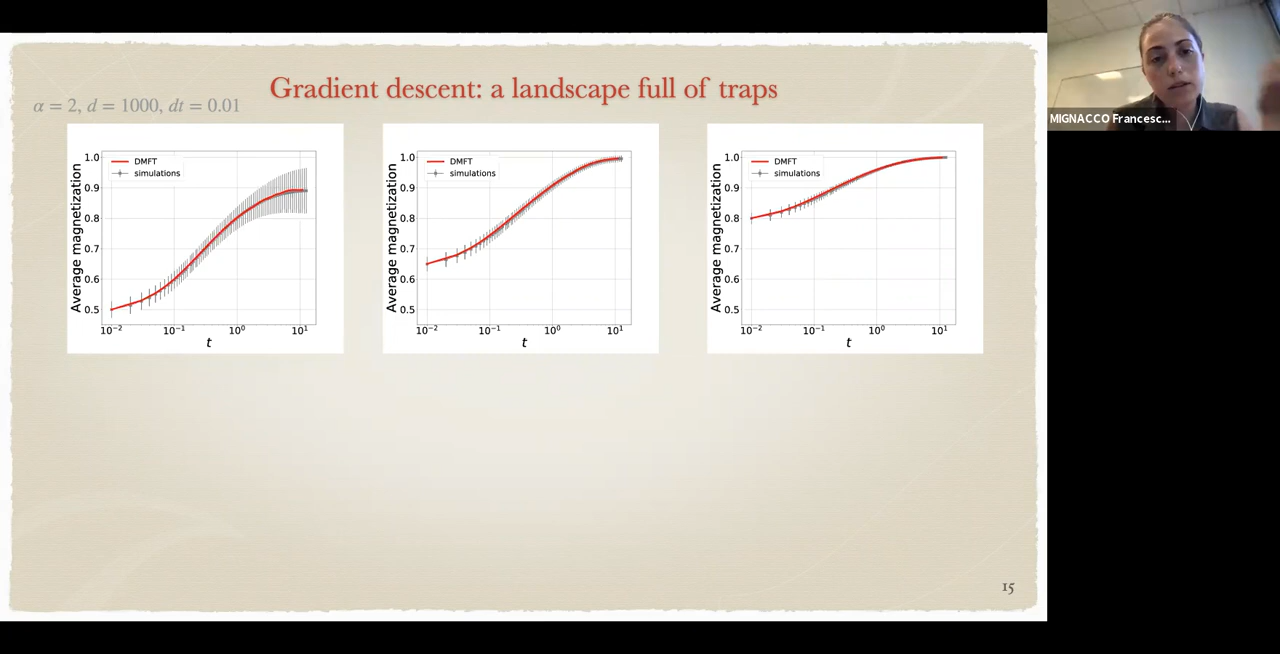 Gradient descent: a landscape full of traps
α = 2, d = 1000, dt = 0.01
MIGNACCO Francesc...
DMFT
simulations
Average magnetization
1.0
0.9
0.8
0.7
0.6
0.5
10⁻²
10⁻¹
10⁰
10¹
t
DMFT
simulations
Average magnetization
1.0
0.9
0.8
0.7
0.6
0.5
10⁻²
10⁻¹
10⁰
10¹
t
DMFT
simulations
Average magnetization
1.0
0.9
0.8
0.7
0.6
0.5
10⁻²
10⁻¹
10⁰
10¹
t
15